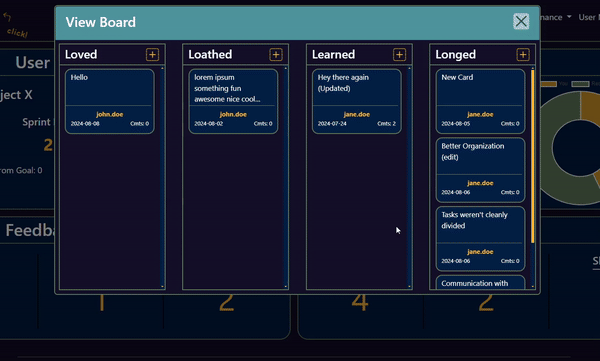 click!
View Board
nance
User
User
ject X
Sprint
2
rom Goal: 0
Feedba
1
2
4
2
Loved +
Hello
john.doe
2024-08-08 Cmts: 0
Loathed +
lorem ipsum
something fun
awesome nice cool...
john.doe
2024-08-02 Cmts: 0
Learned +
Hey there again
(Updated)
jane.doe
2024-07-24 Cmts: 2
Longed +
New Card
jane.doe
2024-08-05 Cmts: 0
Better Organization
(edit)
jane.doe
2024-08-06 Cmts: 0
Tasks weren't cleanly
divided
jane.doe
2024-08-06 Cmts: 0
Communication with